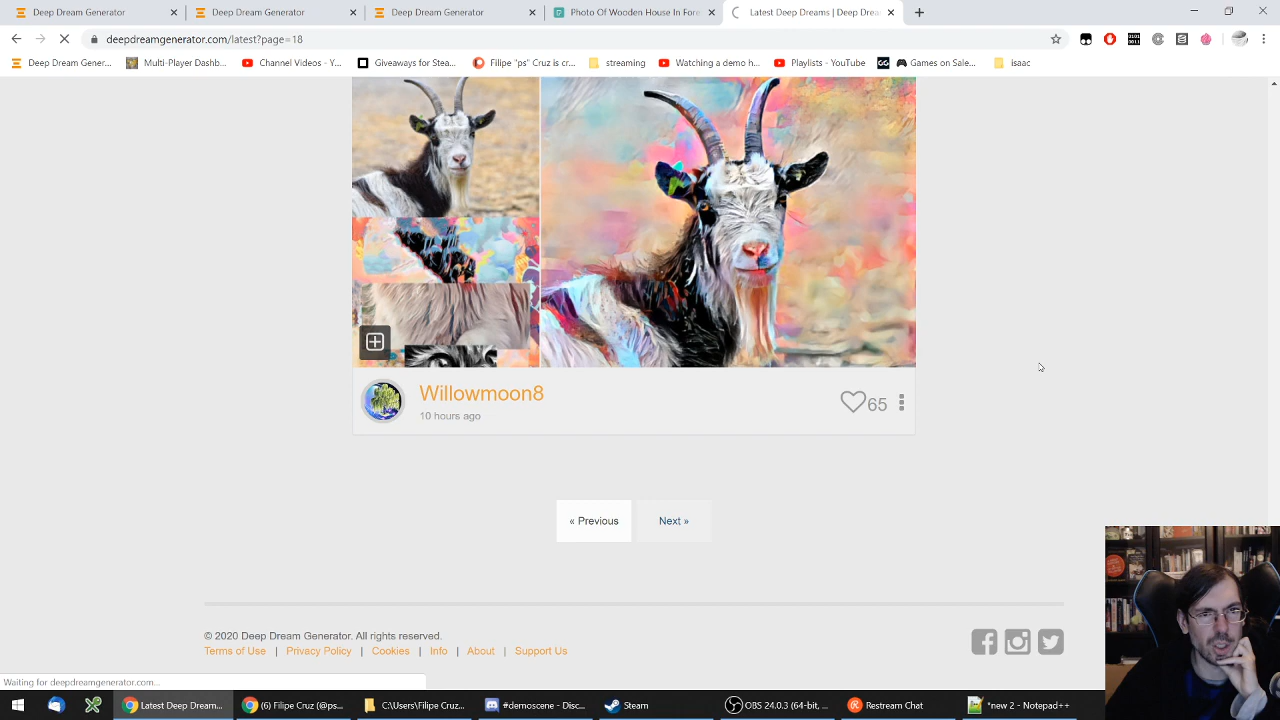 Deep Dream Generator
Deep Dream Generator
Deep Dream Generator
Photo Of Wooden House In Fore
Latest Deep Dreams | Deep Drea
deepdreamgenerator.com/latest?page=18
Deep Dream Gener...
Multi-Player Dashb...
Channel Videos - Y...
Giveaways for Stea...
Filipe "ps" Cruz is cr...
streaming
Watching a demo h...
Playlists - YouTube
Games on Sale...
isaac
Willowmoon8
10 hours ago
65
« Previous
Next »
© 2020 Deep Dream Generator. All rights reserved.
Terms of Use | Privacy Policy | Cookies | Info | About | Support Us
Waiting for deepdreamgenerator.com...
Latest Deep Dream...
(6) Filipe Cruz (@ps...
C:\Users\Filipe Cruz...
#demoscene - Disc...
Steam
OBS 24.0.3 (64-bit, ...
Restream Chat
*new 2 - Notepad++